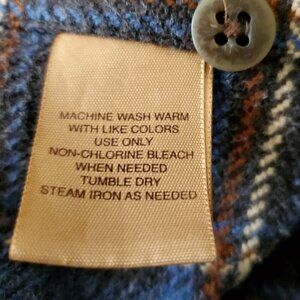 MACHINE WASH WARM
WITH LIKE COLORS
USE ONLY
NON-CHLORINE BLEACH
WHEN NEEDED
TUMBLE DRY
STEAM IRON AS NEEDED